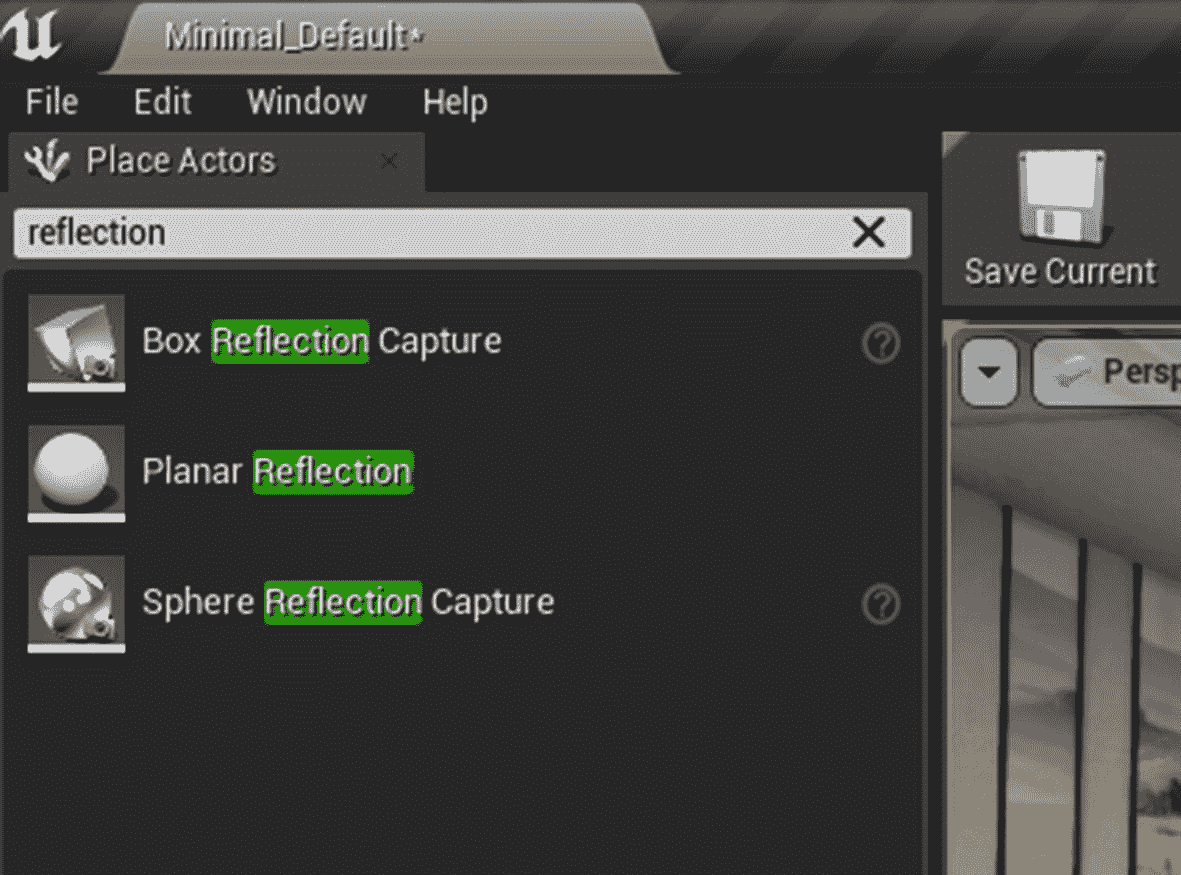 Minimal_Default*
File Edit Window Help
Place Actors
reflection
Save Current
Box Reflection Capture
Persp
Planar Reflection
Sphere Reflection Capture